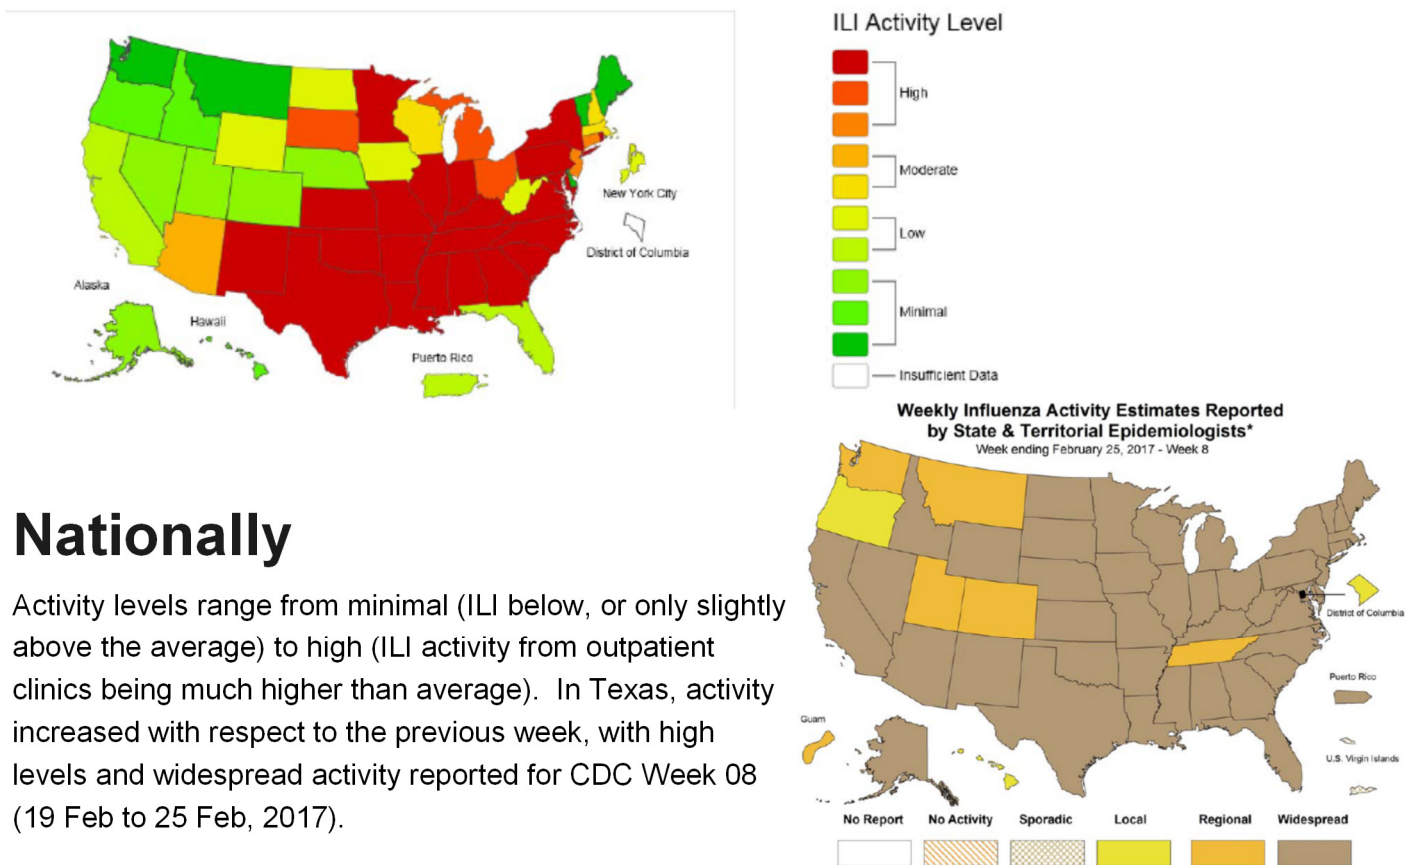 ILI Activity Level
High
Moderate
Low
Minimal
Insufficient Data
New York City
District of Columbia
Alaska
Hawaii
Puerto Rico
Weekly Influenza Activity Estimates Reported
by State & Territorial Epidemiologists*
Week ending February 25, 2017 - Week 8
District of Columbia
Puerto Rico
Guam
U.S. Virgin Islands
No Report No Activity Sporadic Local Regional Widespread
Nationally
Activity levels range from minimal (ILI below, or only slightly
above the average) to high (ILI activity from outpatient
clinics being much higher than average). In Texas, activity
increased with respect to the previous week, with high
levels and widespread activity reported for CDC Week 08
(19 Feb to 25 Feb, 2017).